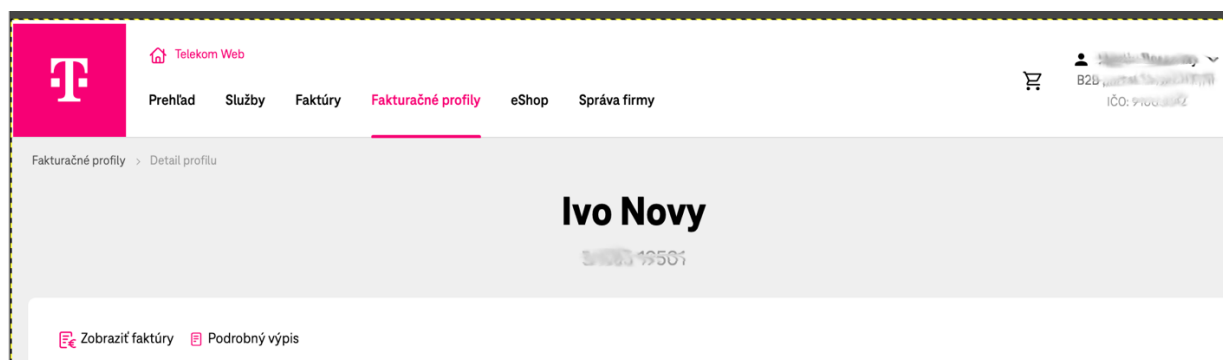 T
Telekom Web
Prehľad Služby Faktúry Fakturačné profily eShop Správa firmy
B2B
IČO:
Fakturačné profily > Detail profilu
Ivo Novy
Zobraziť faktúry Podrobný výpis